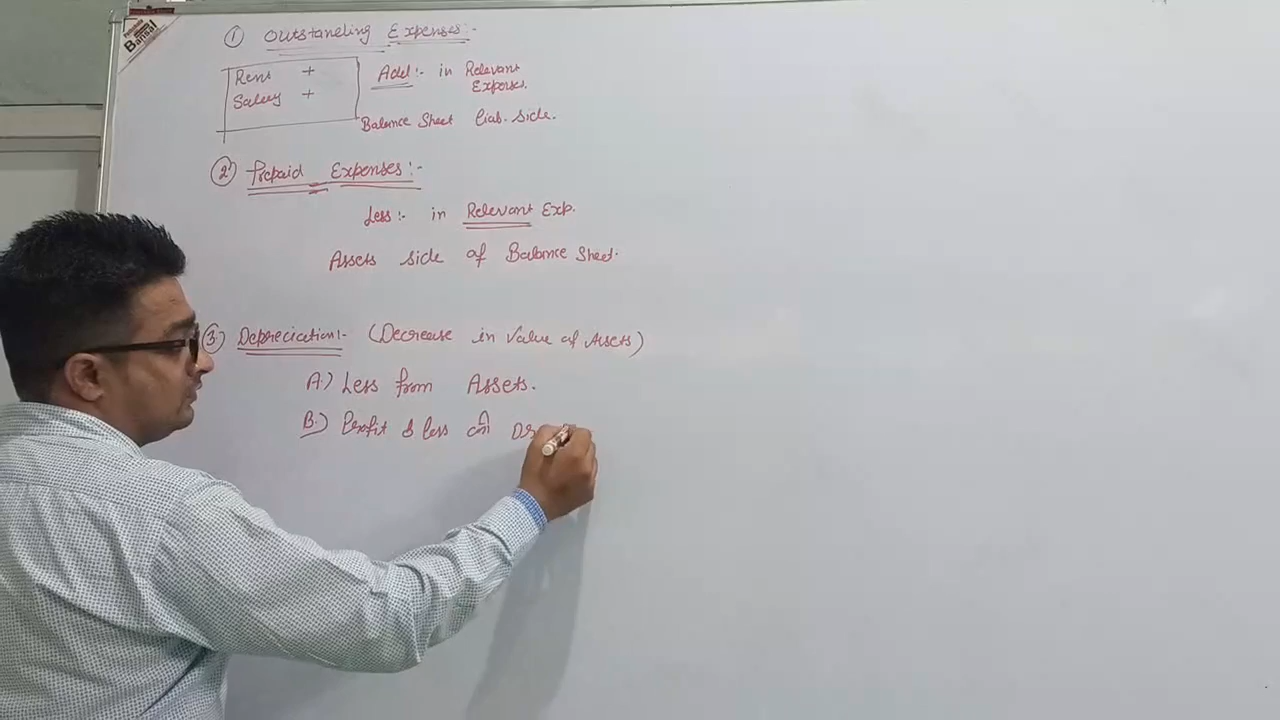 ① Outstanding Expenses:-
Rent +
Salary +
Add:- in Relevant
Expenses.
Balance Sheet Liab. side.
② Prepaid Expenses:-
Less:- in Relevant Exp.
Assets side of Balance Sheet.
③ Depreciation:- (Decrease in Value of Assets)
A.) Less from Assets.
B.) Profit & Loss
Bansal